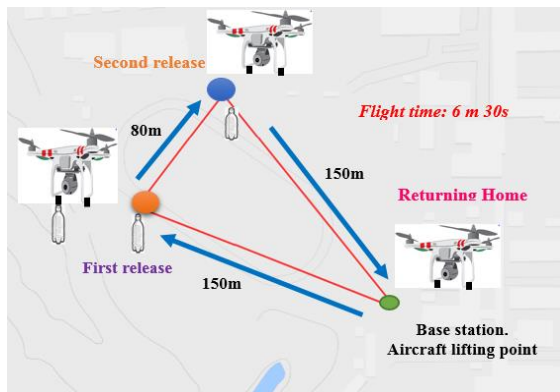 Second release
Flight time: 6 m 30s
80m
150m
Returning Home
First release
150m
Base station.
Aircraft lifting point